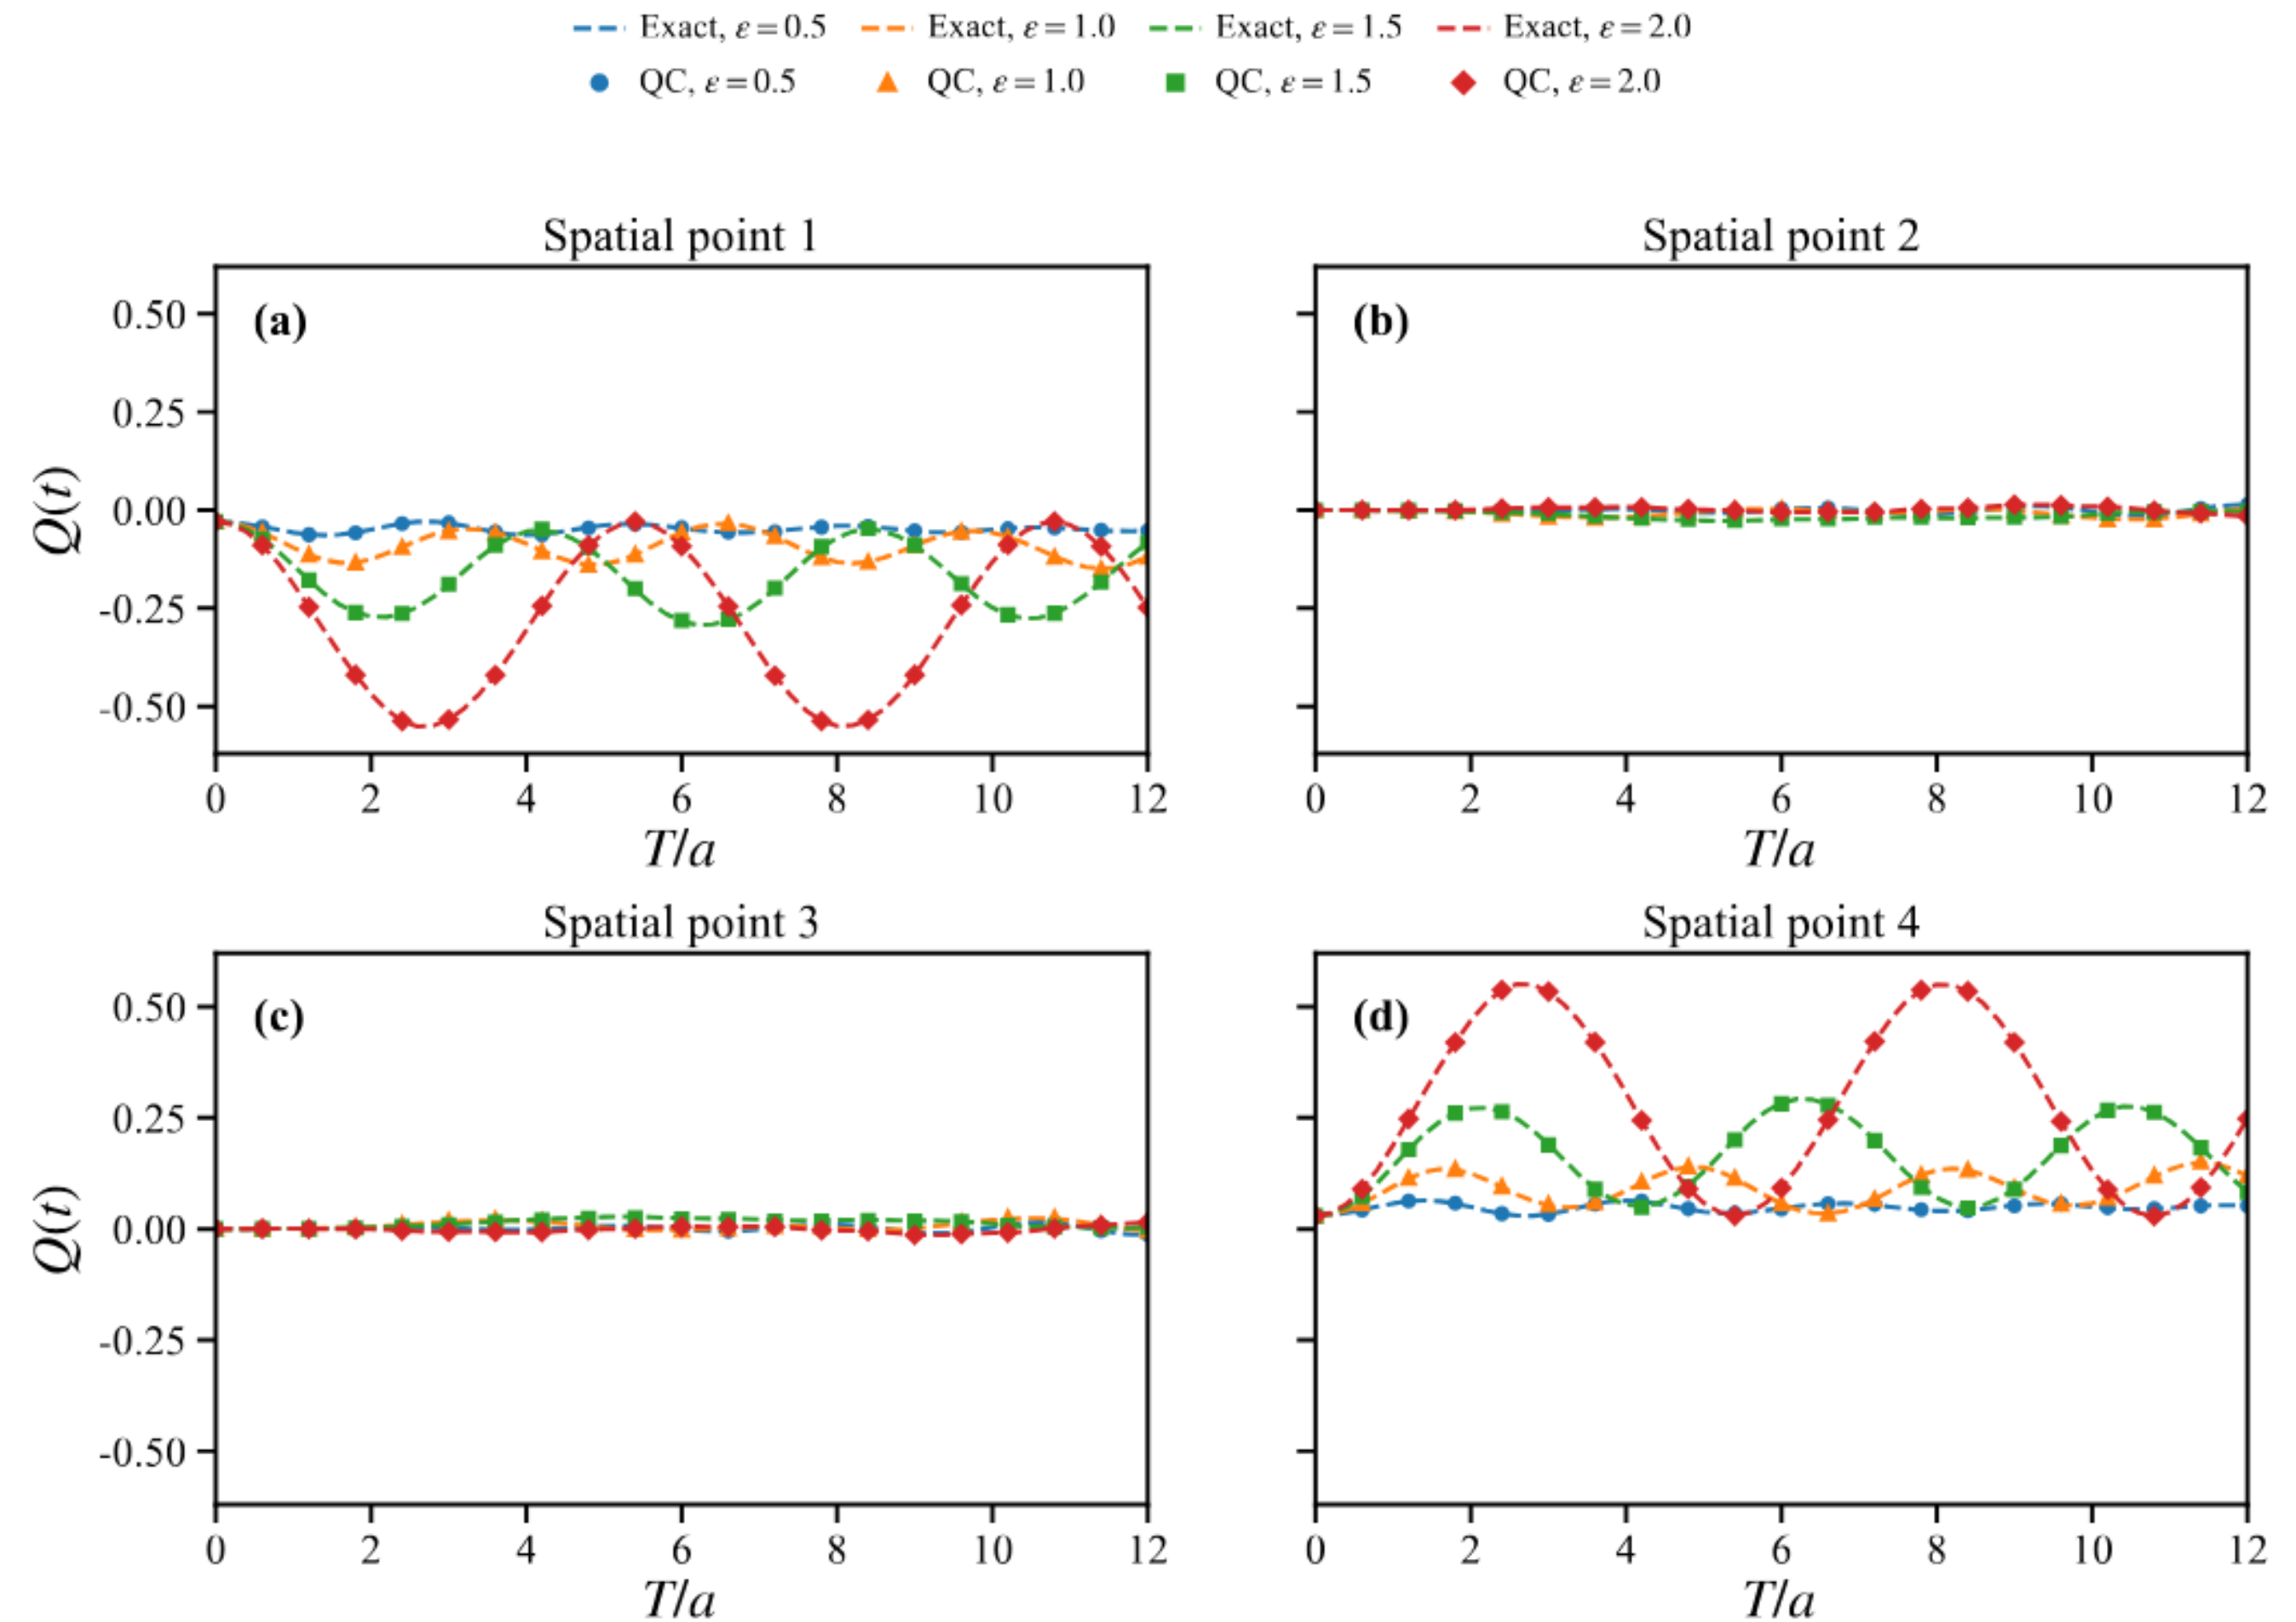 Exact, ε=0.5 Exact, ε=1.0 Exact, ε=1.5 Exact, ε=2.0
QC, ε=0.5 QC, ε=1.0 QC, ε=1.5 QC, ε=2.0
Spatial point 1
(a)
0.50
0.25
0.00
-0.25
-0.50
Q(t)
0 2 4 6 8 10 12
T/a
Spatial point 2
(b)
0 2 4 6 8 10 12
T/a
Spatial point 3
(c)
0.50
0.25
0.00
-0.25
-0.50
Q(t)
0 2 4 6 8 10 12
T/a
Spatial point 4
(d)
0 2 4 6 8 10 12
T/a